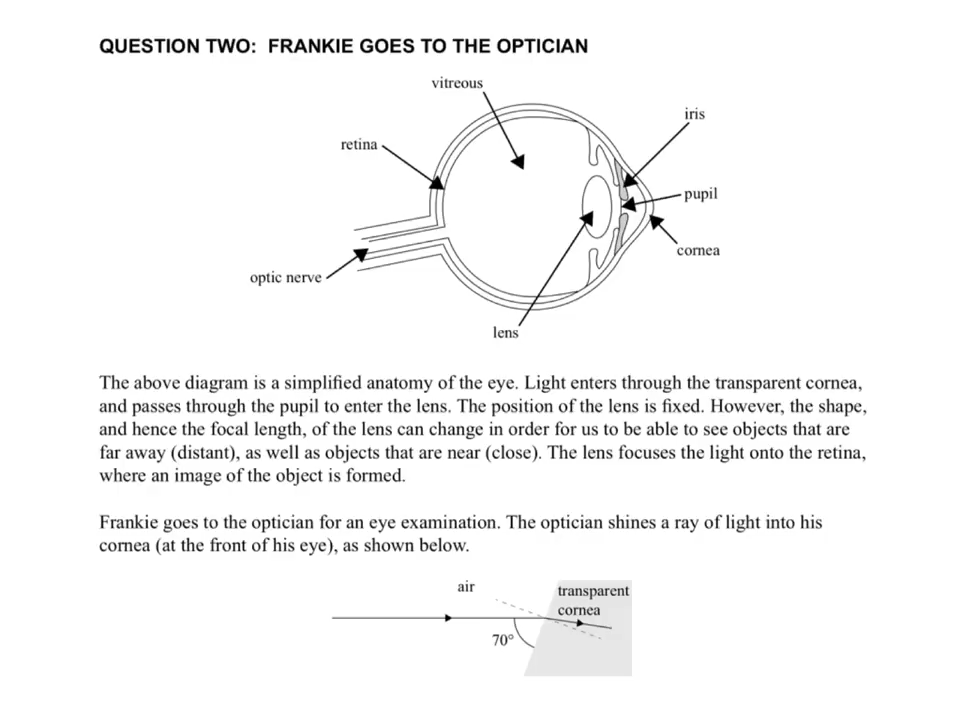 QUESTION TWO: FRANKIE GOES TO THE OPTICIAN
vitreous
iris
retina
pupil
cornea
optic nerve
lens
The above diagram is a simplified anatomy of the eye. Light enters through the transparent cornea,
and passes through the pupil to enter the lens. The position of the lens is fixed. However, the shape,
and hence the focal length, of the lens can change in order for us to be able to see objects that are
far away (distant), as well as objects that are near (close). The lens focuses the light onto the retina,
where an image of the object is formed.
Frankie goes to the optician for an eye examination. The optician shines a ray of light into his
cornea (at the front of his eye), as shown below.
air
transparent
cornea
70°